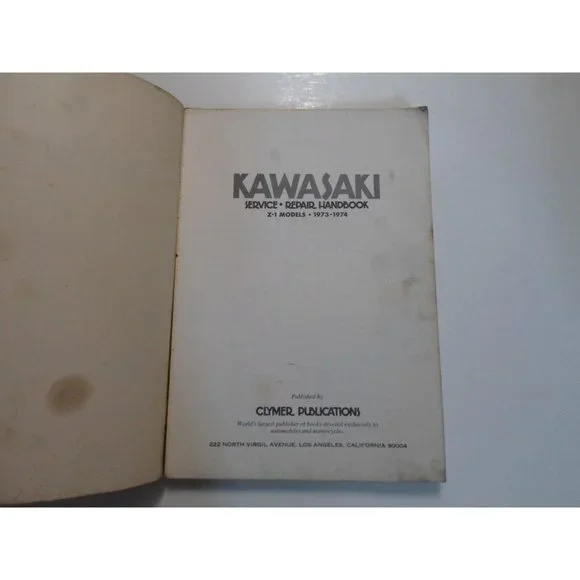 KAWASAKI
SERVICE • REPAIR HANDBOOK
Z-1 MODELS • 1973-1974
Published by
CLYMER PUBLICATIONS
World's largest publisher of books devoted exclusively to
automobiles and motorcycles.
222 NORTH VIRGIL AVENUE, LOS ANGELES, CALIFORNIA 90004